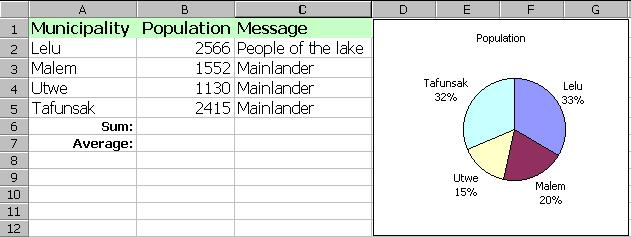 A B C D E F G
1 Municipality Population Message
2 Lelu 2566 People of the lake
3 Malem 1552 Mainlander
4 Utwe 1130 Mainlander
5 Tafunsak 2415 Mainlander
6 Sum:
7 Average:
8
9
10
11
12
Population
Tafunsak
32%
Lelu
33%
Utwe
15%
Malem
20%